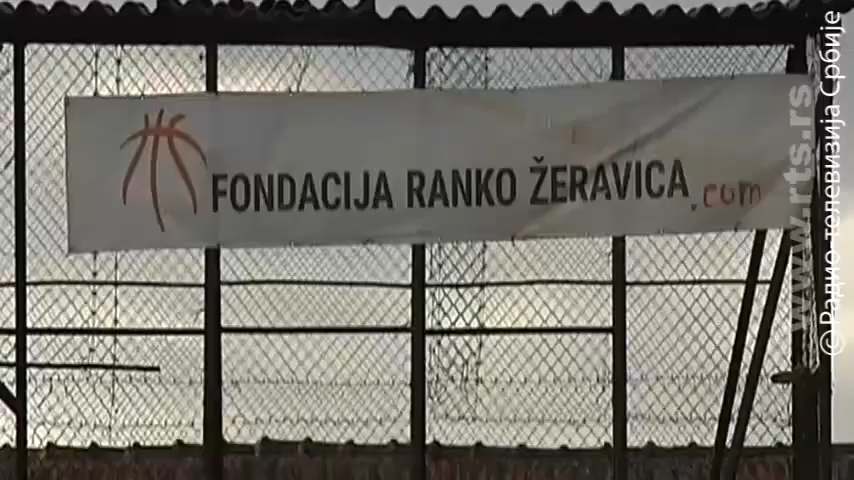 FONDACIJA RANKO ŽERAVICA.com
www.rts.rs
© Радио-телевизија Србије